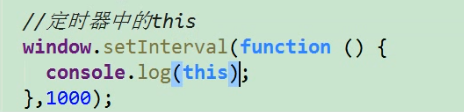 //定时器中的this
window.setInterval(function () {
console.log(this);
},1000);